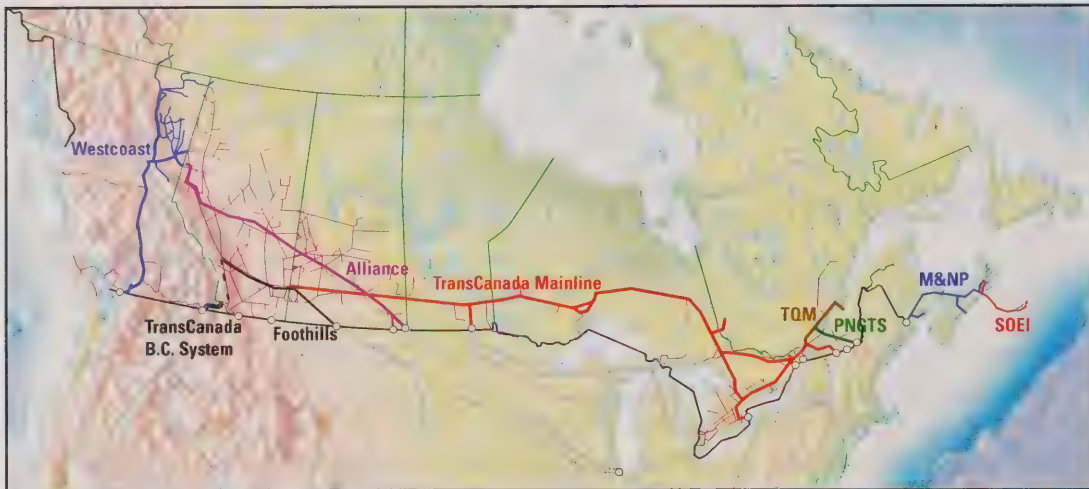 Westcoast
Alliance
TransCanada Mainline
TransCanada
B.C. System
Foothills
TQM
PNGTS
M&NP
SOEI